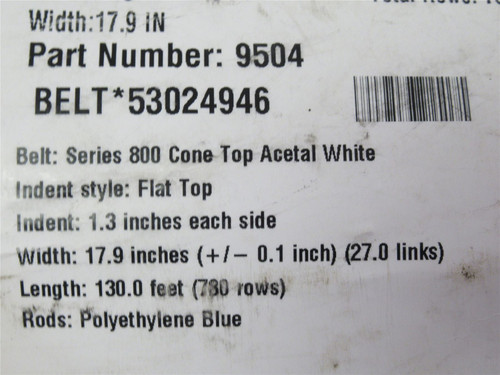 Width:17.9 IN
Part Number: 9504
BELT*53024946
Belt: Series 800 Cone Top Acetal White
Indent style: Flat Top
Indent: 1.3 inches each side
Width: 17.9 inches (+/- 0.1 inch) (27.0 links)
Length: 130.0 feet (780 rows)
Rods: Polyethylene Blue